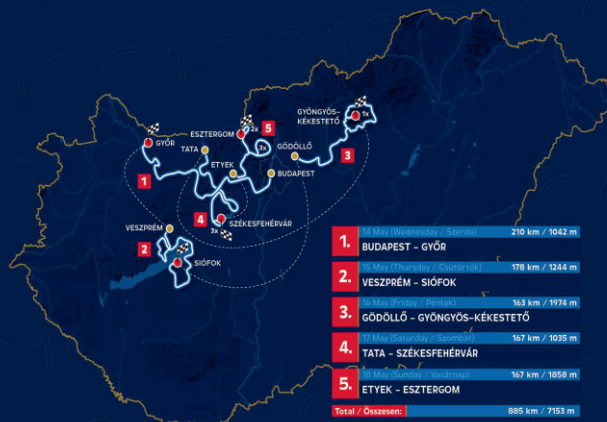 GYÖNGYÖS-
KÉKESTETŐ
1x
ESZTERGOM
2x
5
GYŐR
TATA
3x
GÖDÖLLŐ
3
ETYEK
BUDAPEST
1
4
SZÉKESFEHÉRVÁR
3x
VESZPRÉM
2
SIÓFOK
1. 14 May (Wednesday / Szerda) 210 km / 1042 m
BUDAPEST – GYŐR
2. 15 May (Thursday / Csütörtök) 178 km / 1244 m
VESZPRÉM – SIÓFOK
3. 16 May (Friday / Péntek) 163 km / 1974 m
GÖDÖLLŐ – GYÖNGYÖS-KÉKESTETŐ
4. 17 May (Saturday / Szombat) 167 km / 1035 m
TATA – SZÉKESFEHÉRVÁR
5. 18 May (Sunday / Vasárnap) 167 km / 1858 m
ETYEK – ESZTERGOM
Total / Összesen: 885 km / 7153 m